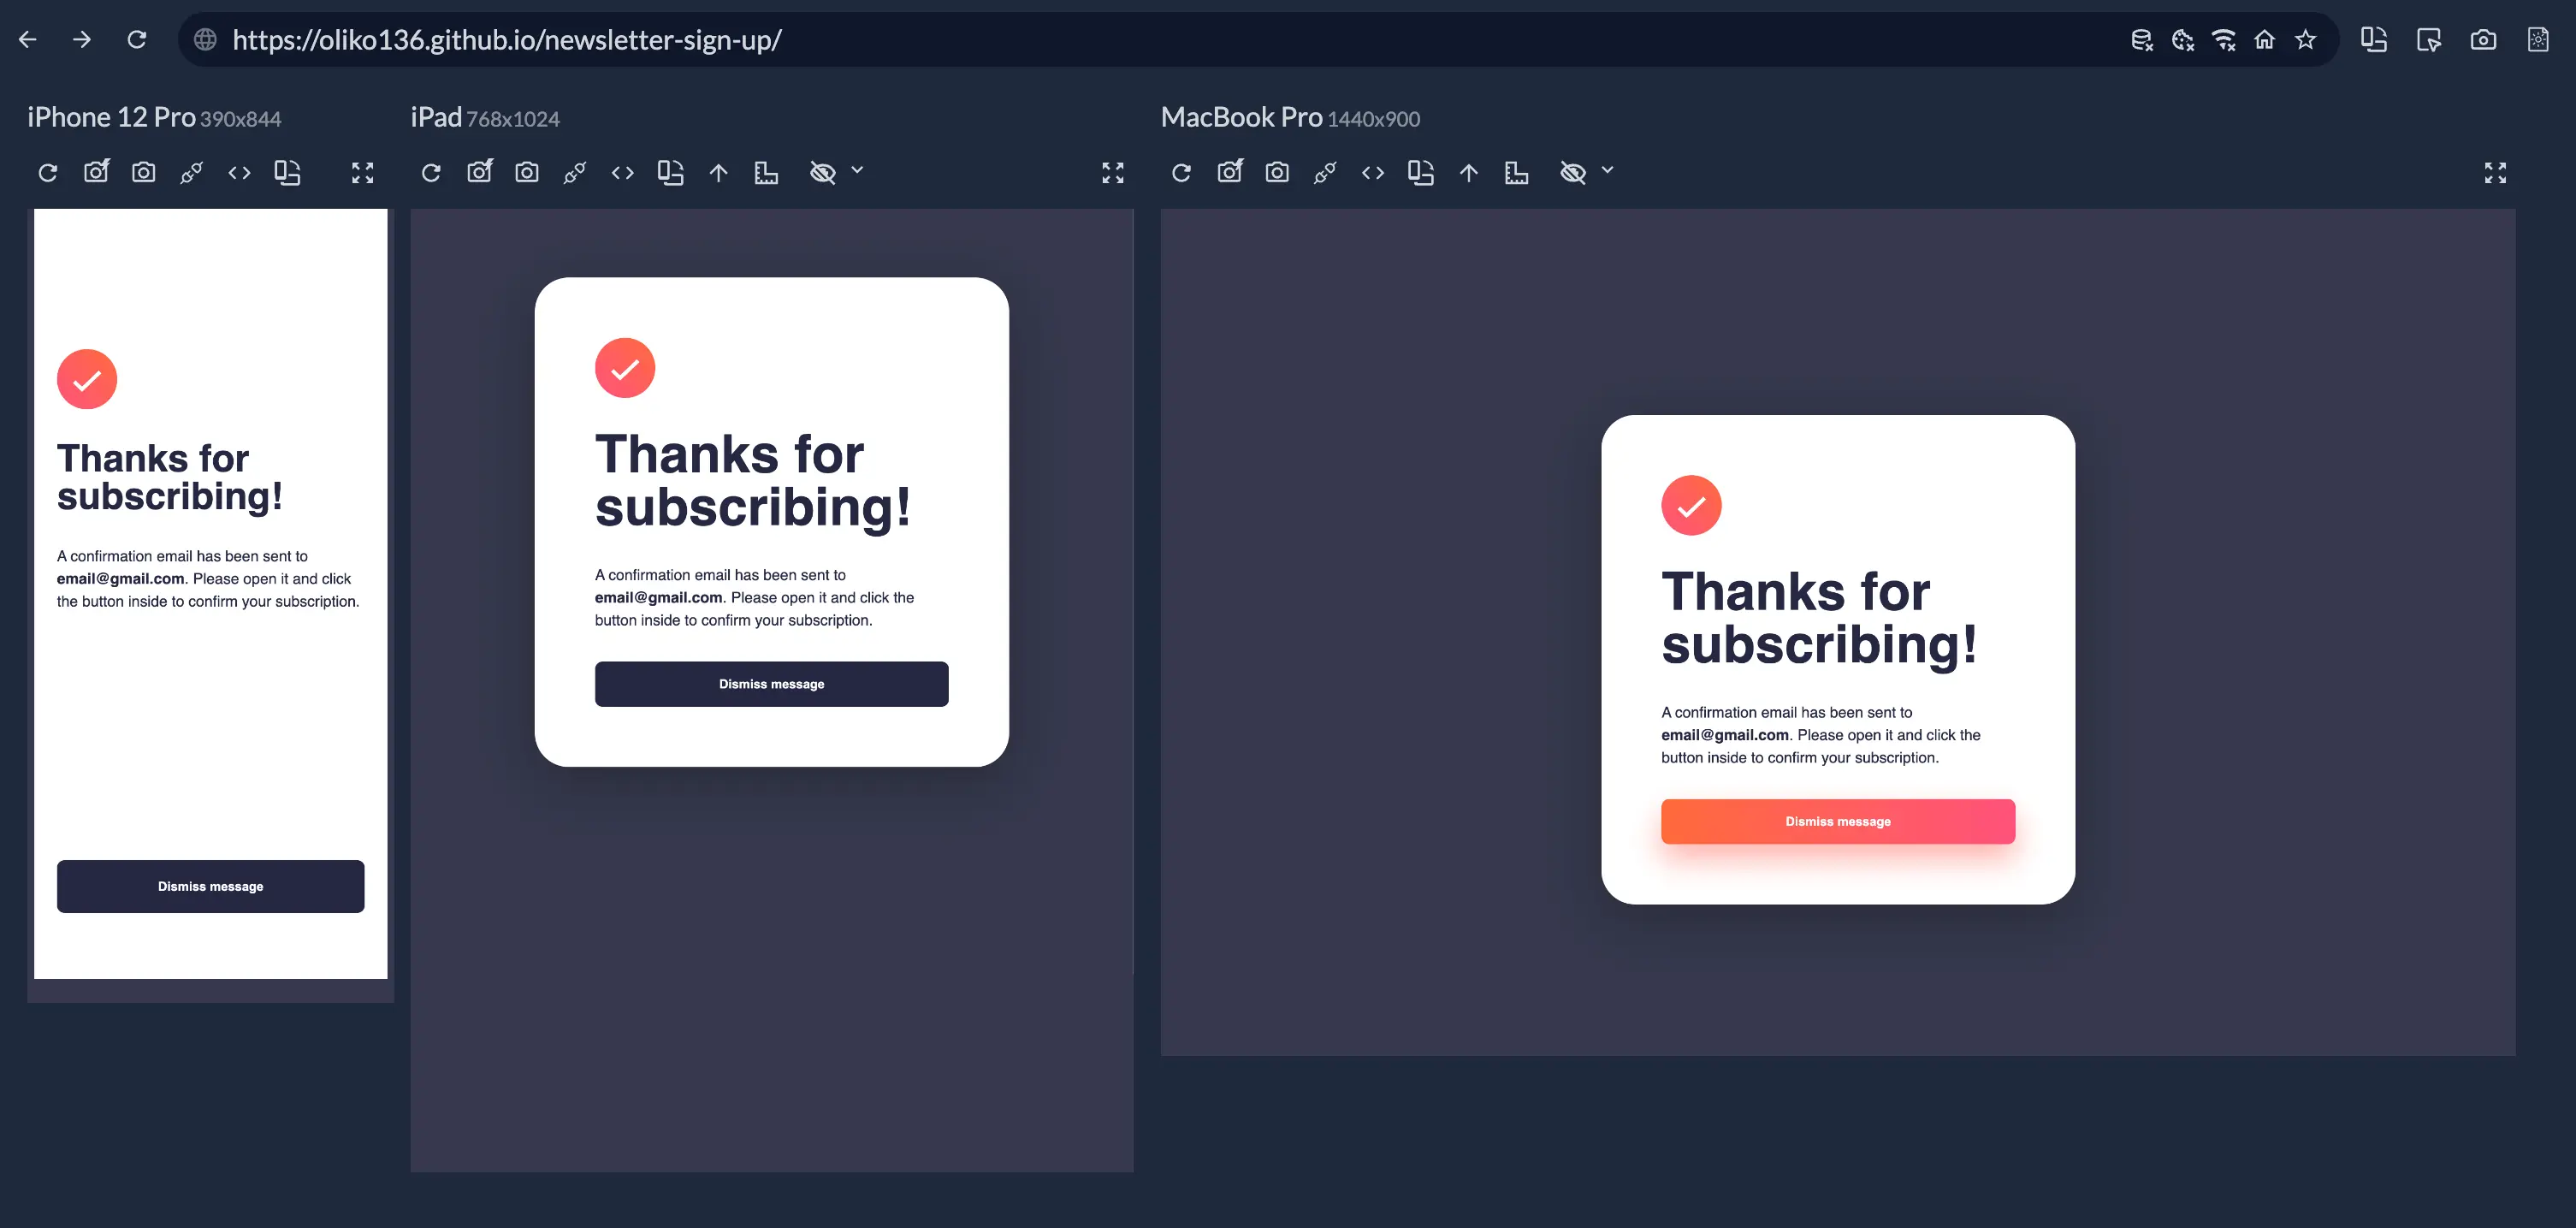 https://oliko136.github.io/newsletter-sign-up/
iPhone 12 Pro 390x844
Thanks for
subscribing!
A confirmation email has been sent to
email@gmail.com. Please open it and click
the button inside to confirm your subscription.
Dismiss message
iPad 768x1024
Thanks for
subscribing!
A confirmation email has been sent to
email@gmail.com. Please open it and click the
button inside to confirm your subscription.
Dismiss message
MacBook Pro 1440x900
Thanks for
subscribing!
A confirmation email has been sent to
email@gmail.com. Please open it and click the
button inside to confirm your subscription.
Dismiss message